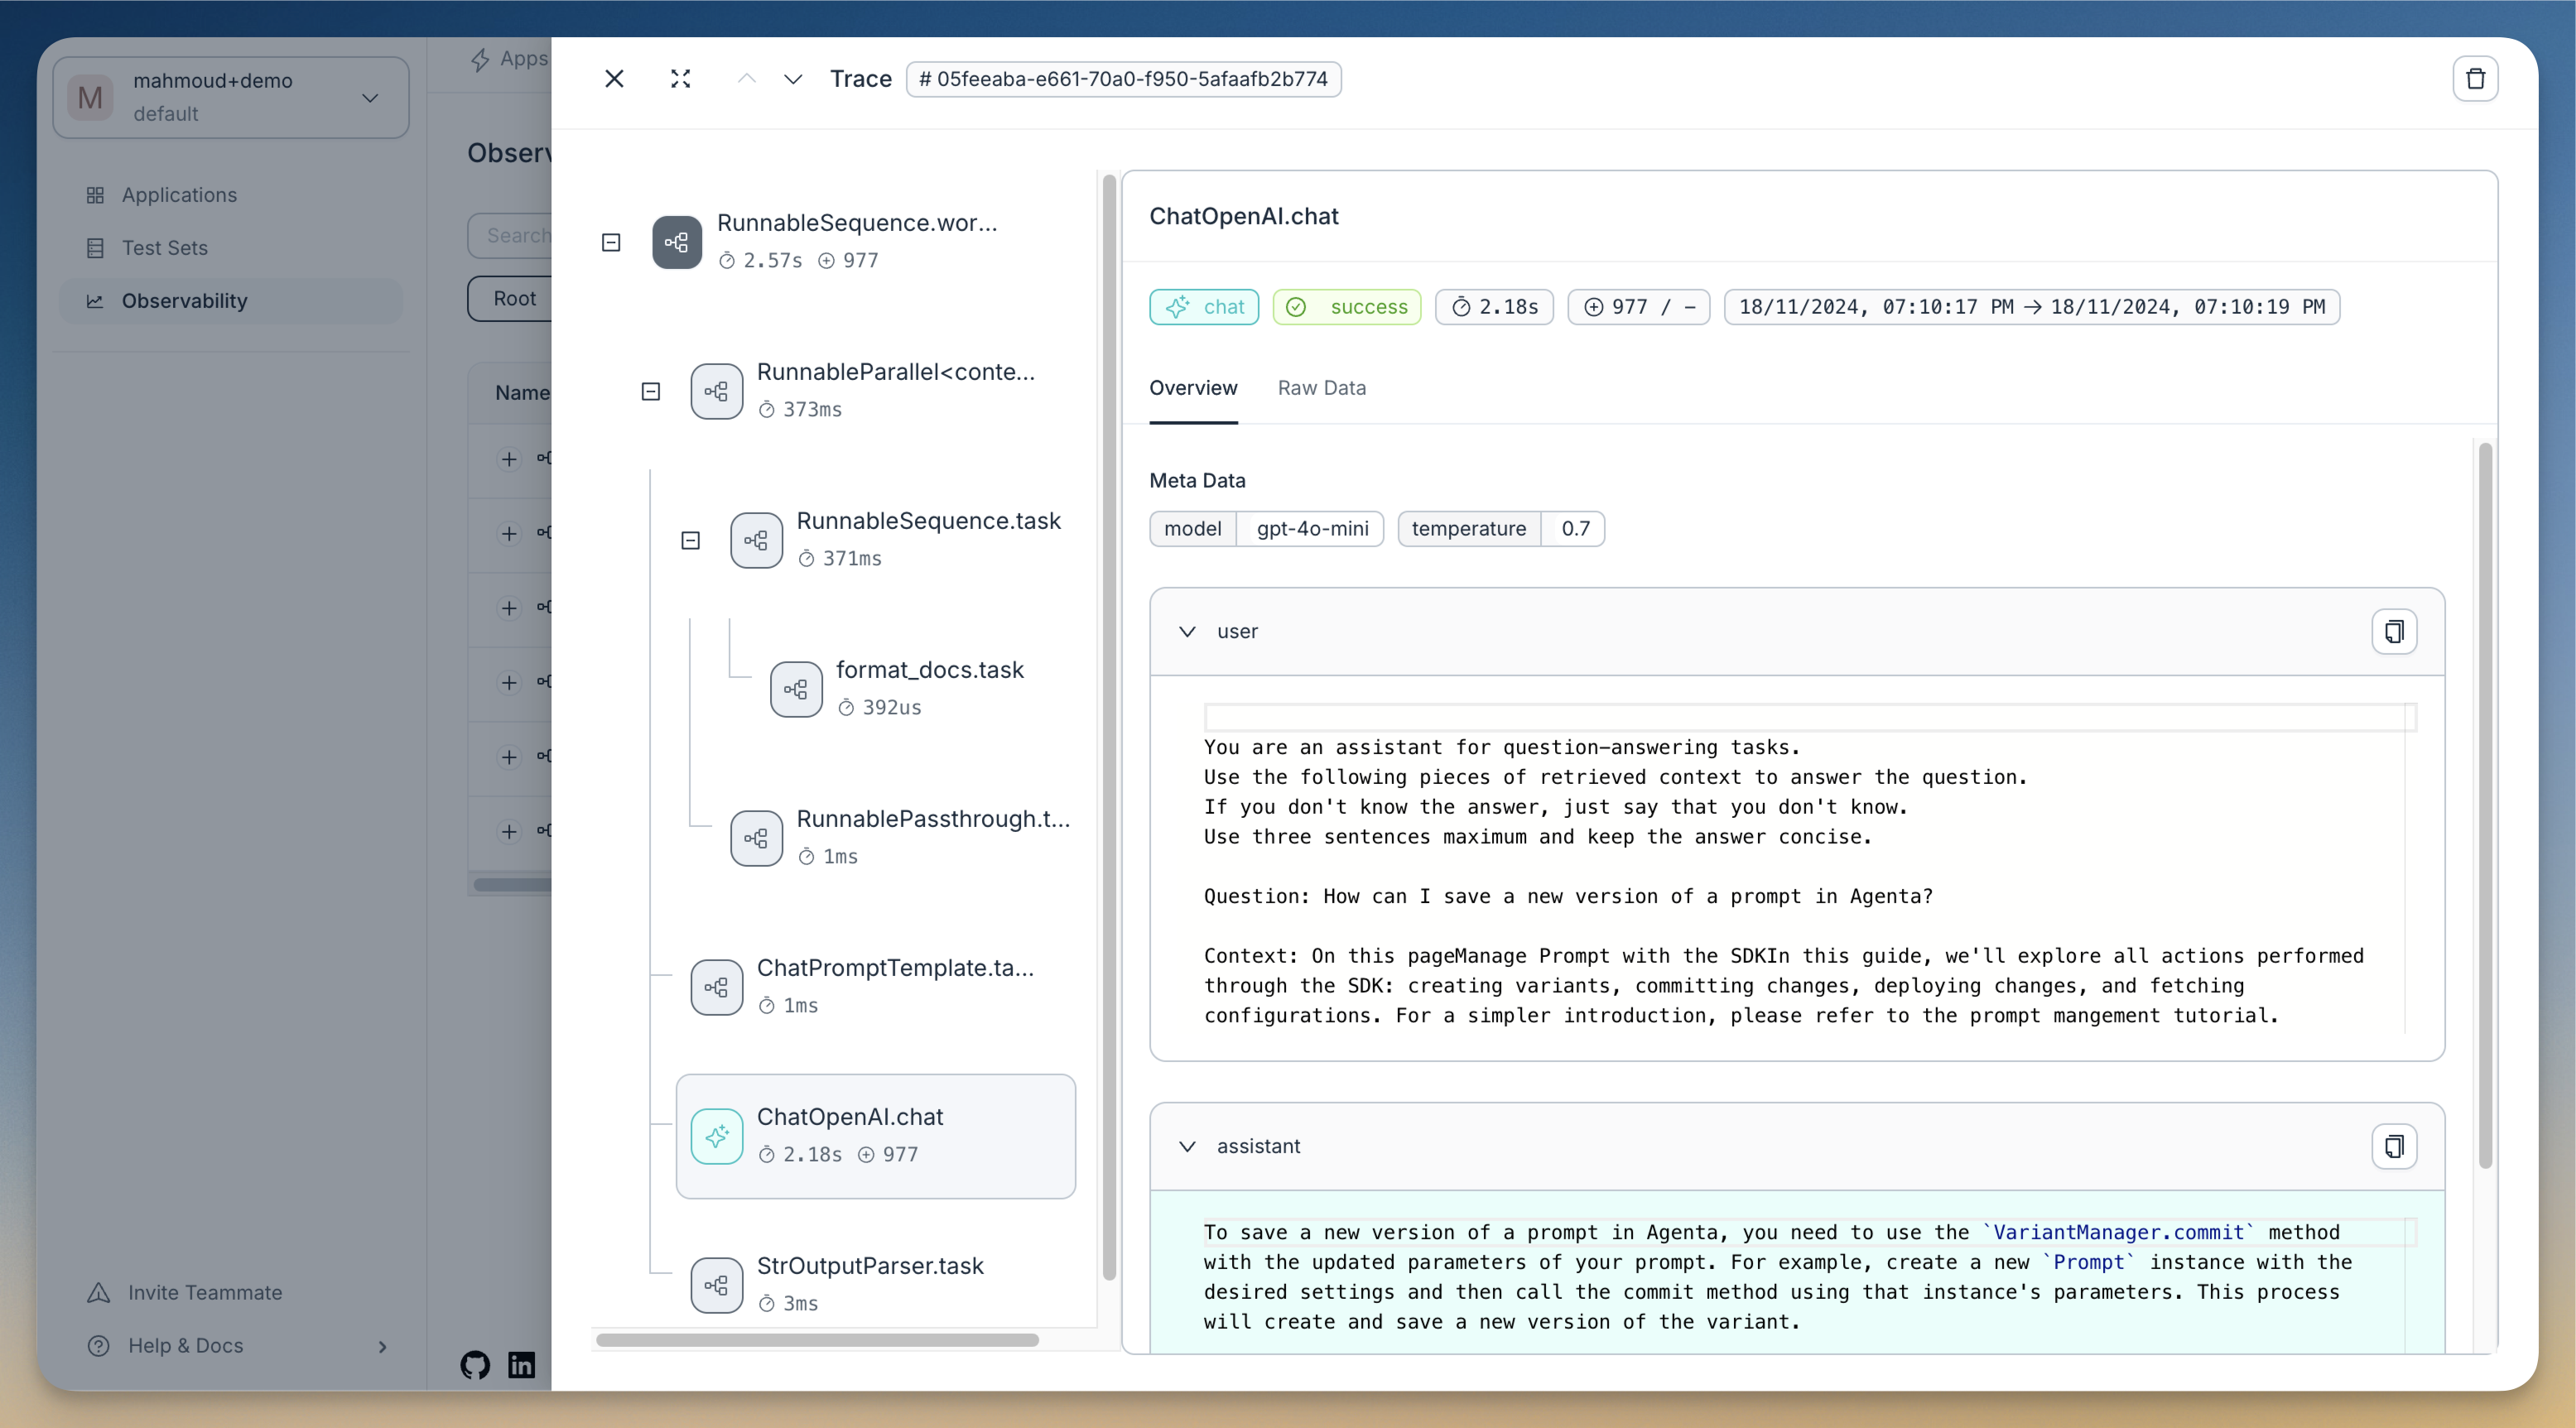 M
mahmoud+demo
default
Applications
Test Sets
Observability
Invite Teammate
Help & Docs
Apps
Observ
Search
Root
Name
in
Trace
# 05feeaba-e661-70a0-f950-5afaafb2b774
RunnableSequence.wor...
2.57s 977
RunnableParallel<conte...
373ms
RunnableSequence.task
371ms
format_docs.task
392us
RunnablePassthrough.t...
1ms
ChatPromptTemplate.ta...
1ms
ChatOpenAI.chat
2.18s 977
StrOutputParser.task
3ms
ChatOpenAI.chat
chat success 2.18s 977 / – 18/11/2024, 07:10:17 PM → 18/11/2024, 07:10:19 PM
Overview Raw Data
Meta Data
model gpt-4o-mini temperature 0.7
user
You are an assistant for question-answering tasks.
Use the following pieces of retrieved context to answer the question.
If you don't know the answer, just say that you don't know.
Use three sentences maximum and keep the answer concise.
Question: How can I save a new version of a prompt in Agenta?
Context: On this pageManage Prompt with the SDKIn this guide, we'll explore all actions performed
through the SDK: creating variants, committing changes, deploying changes, and fetching
configurations. For a simpler introduction, please refer to the prompt mangement tutorial.
assistant
To save a new version of a prompt in Agenta, you need to use the `VariantManager.commit` method
with the updated parameters of your prompt. For example, create a new `Prompt` instance with the
desired settings and then call the commit method using that instance's parameters. This process
will create and save a new version of the variant.